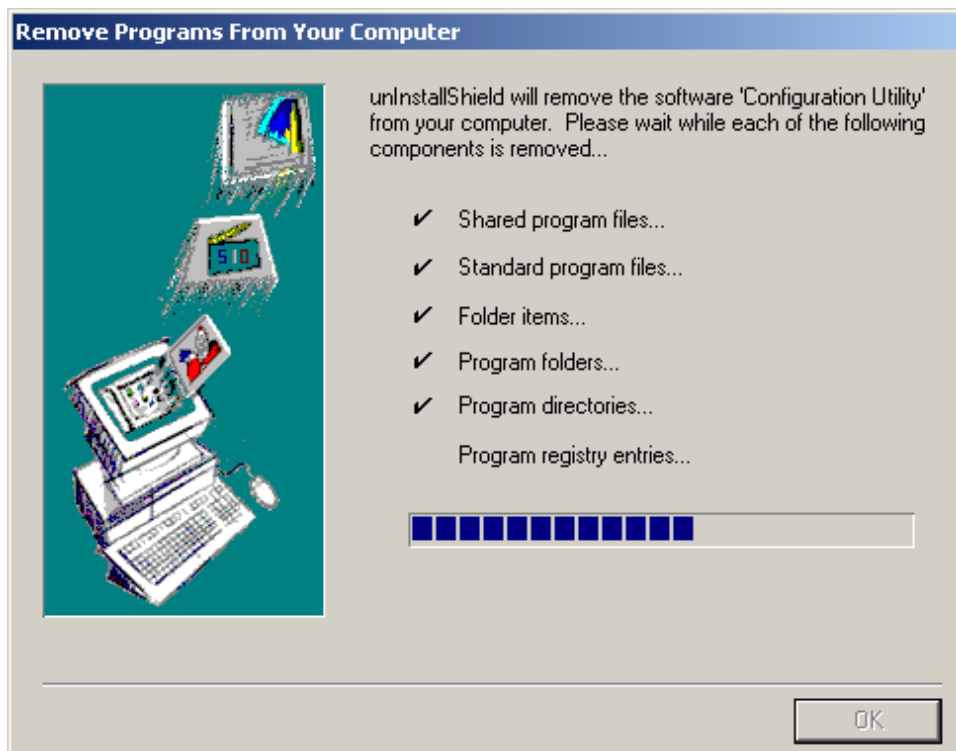 Remove Programs From Your Computer
unInstallShield will remove the software 'Configuration Utility'
from your computer.  Please wait while each of the following
components is removed...
✔ Shared program files...
✔ Standard program files...
✔ Folder items...
✔ Program folders...
✔ Program directories...
Program registry entries...
510
OK